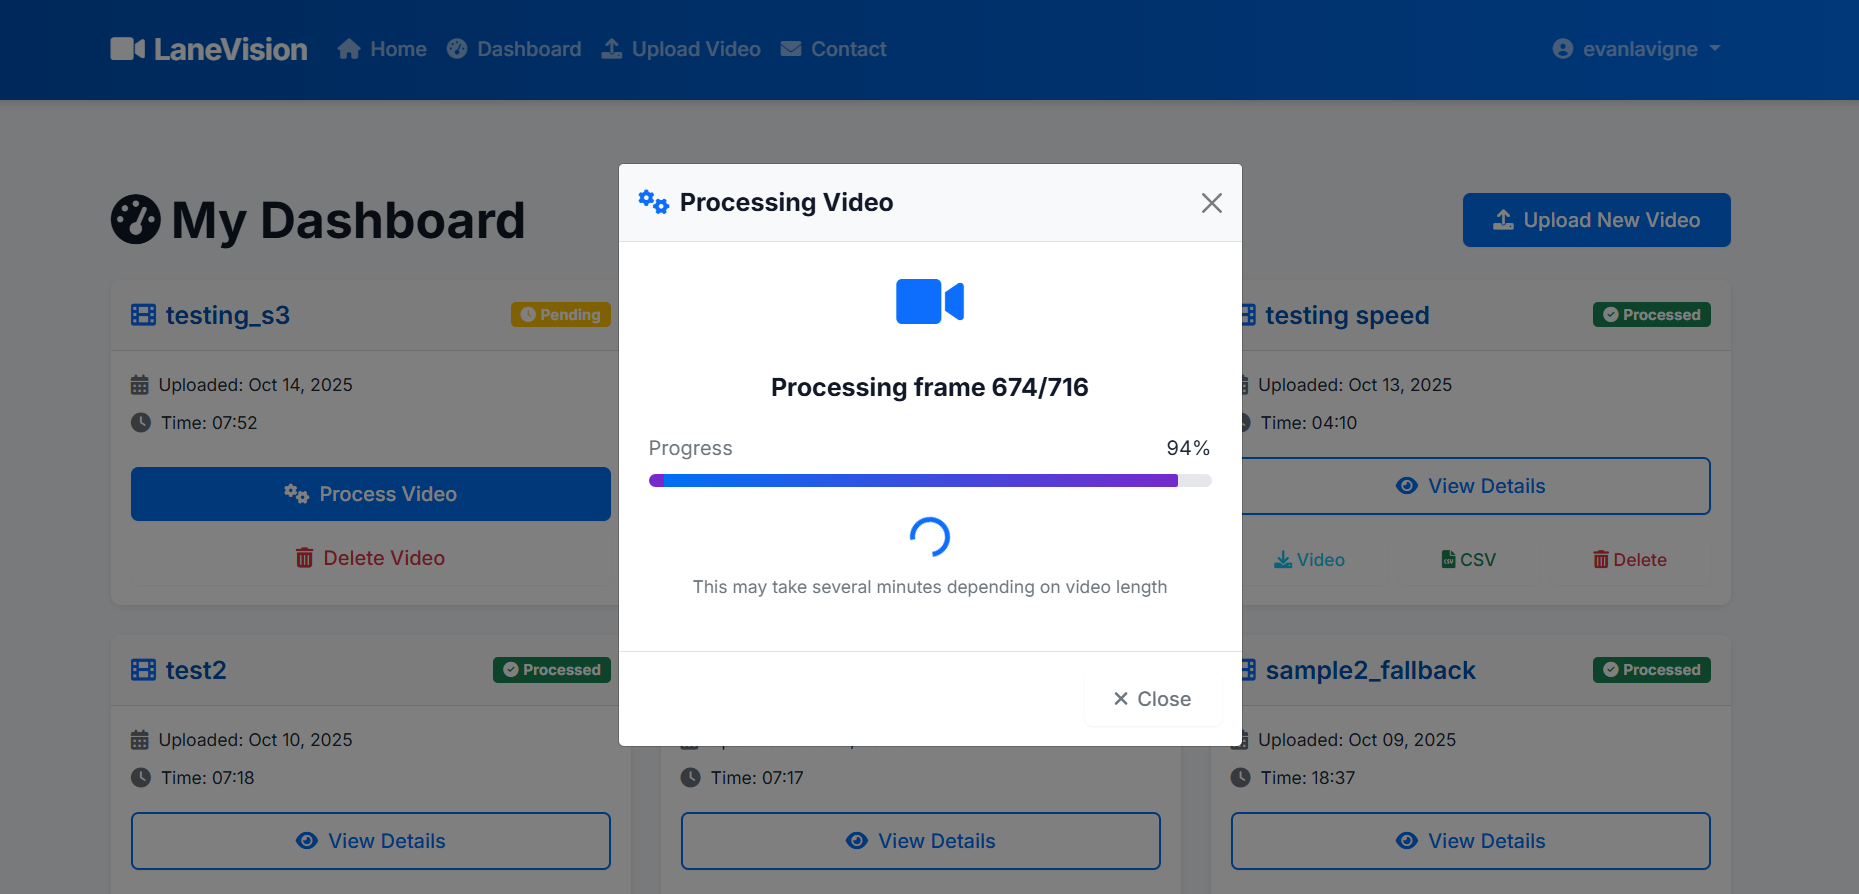 LaneVision Home Dashboard Upload Video Contact evanlavigne
My Dashboard
Upload New Video
testing_s3 Pending
Uploaded: Oct 14, 2025
Time: 07:52
Process Video
Delete Video
Processing Video
Processing frame 674/716
Progress 94%
This may take several minutes depending on video length
Close
testing speed Processed
Uploaded: Oct 13, 2025
Time: 04:10
View Details
Video CSV Delete
test2 Processed
Uploaded: Oct 10, 2025
Time: 07:18
View Details
Time: 07:17
View Details
sample2_fallback Processed
Uploaded: Oct 09, 2025
Time: 18:37
View Details